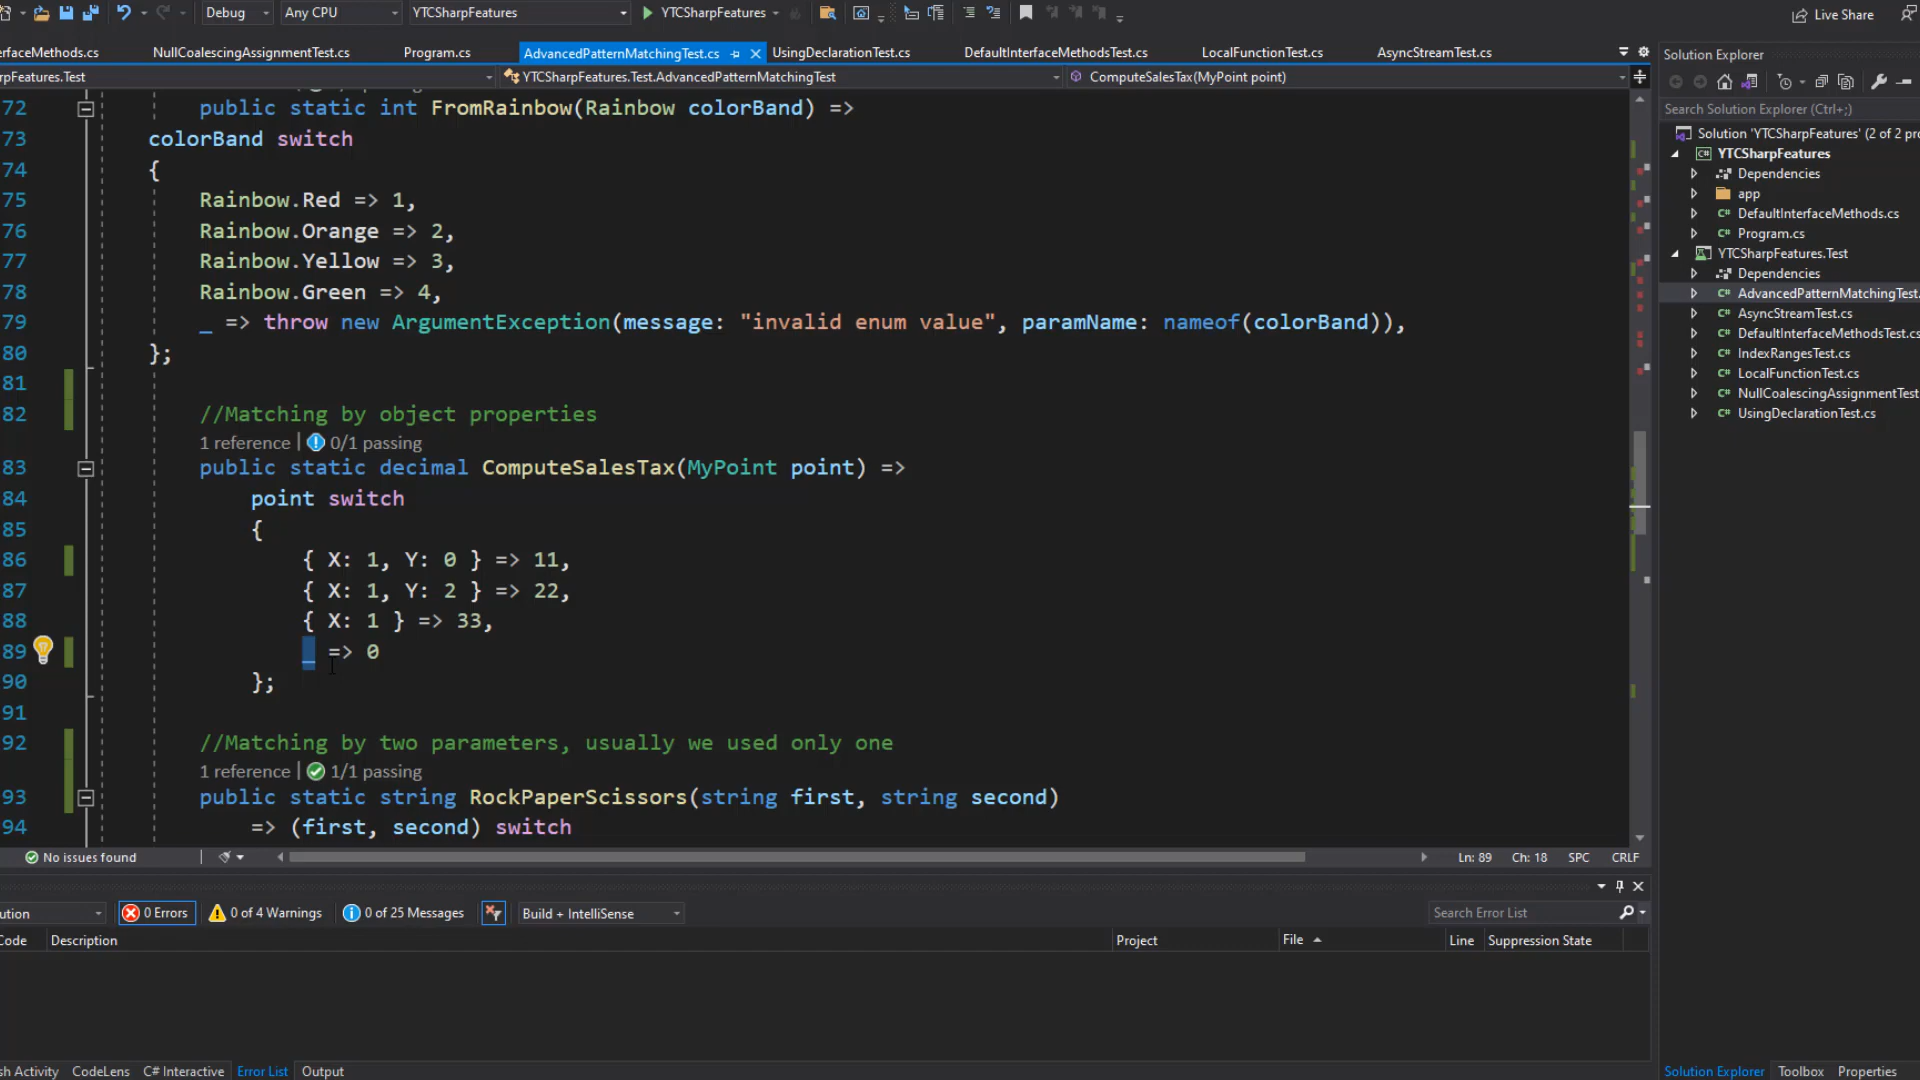 Debug
Any CPU
YTCSharpFeatures
YTCSharpFeatures
Live Share
erfaceMethods.cs
NullCoalescingAssignmentTest.cs
Program.cs
AdvancedPatternMatchingTest.cs
UsingDeclarationTest.cs
DefaultInterfaceMethodsTest.cs
LocalFunctionTest.cs
AsyncStreamTest.cs
rpFeatures.Test
YTCSharpFeatures.Test.AdvancedPatternMatchingTest
ComputeSalesTax(MyPoint point)
72 public static int FromRainbow(Rainbow colorBand) =>
73 colorBand switch
74 {
75 Rainbow.Red => 1,
76 Rainbow.Orange => 2,
77 Rainbow.Yellow => 3,
78 Rainbow.Green => 4,
79 _ => throw new ArgumentException(message: "invalid enum value", paramName: nameof(colorBand)),
80 };
81
82 //Matching by object properties
1 reference | 0/1 passing
83 public static decimal ComputeSalesTax(MyPoint point) =>
84 point switch
85 {
86 { X: 1, Y: 0 } => 11,
87 { X: 1, Y: 2 } => 22,
88 { X: 1 } => 33,
89 _ => 0
90 };
91
92 //Matching by two parameters, usually we used only one
1 reference | 1/1 passing
93 public static string RockPaperScissors(string first, string second)
94 => (first, second) switch
No issues found
Ln: 89 Ch: 18 SPC CRLF
ution
0 Errors
0 of 4 Warnings
0 of 25 Messages
Build + IntelliSense
Search Error List
Code Description Project File Line Suppression State
sh Activity CodeLens C# Interactive Error List Output
Solution Explorer
Search Solution Explorer (Ctrl+;)
Solution 'YTCSharpFeatures' (2 of 2 pro
YTCSharpFeatures
Dependencies
app
DefaultInterfaceMethods.cs
Program.cs
YTCSharpFeatures.Test
Dependencies
AdvancedPatternMatchingTest.
AsyncStreamTest.cs
DefaultInterfaceMethodsTest.cs
IndexRangesTest.cs
LocalFunctionTest.cs
NullCoalescingAssignmentTest
UsingDeclarationTest.cs
Solution Explorer Toolbox Properties